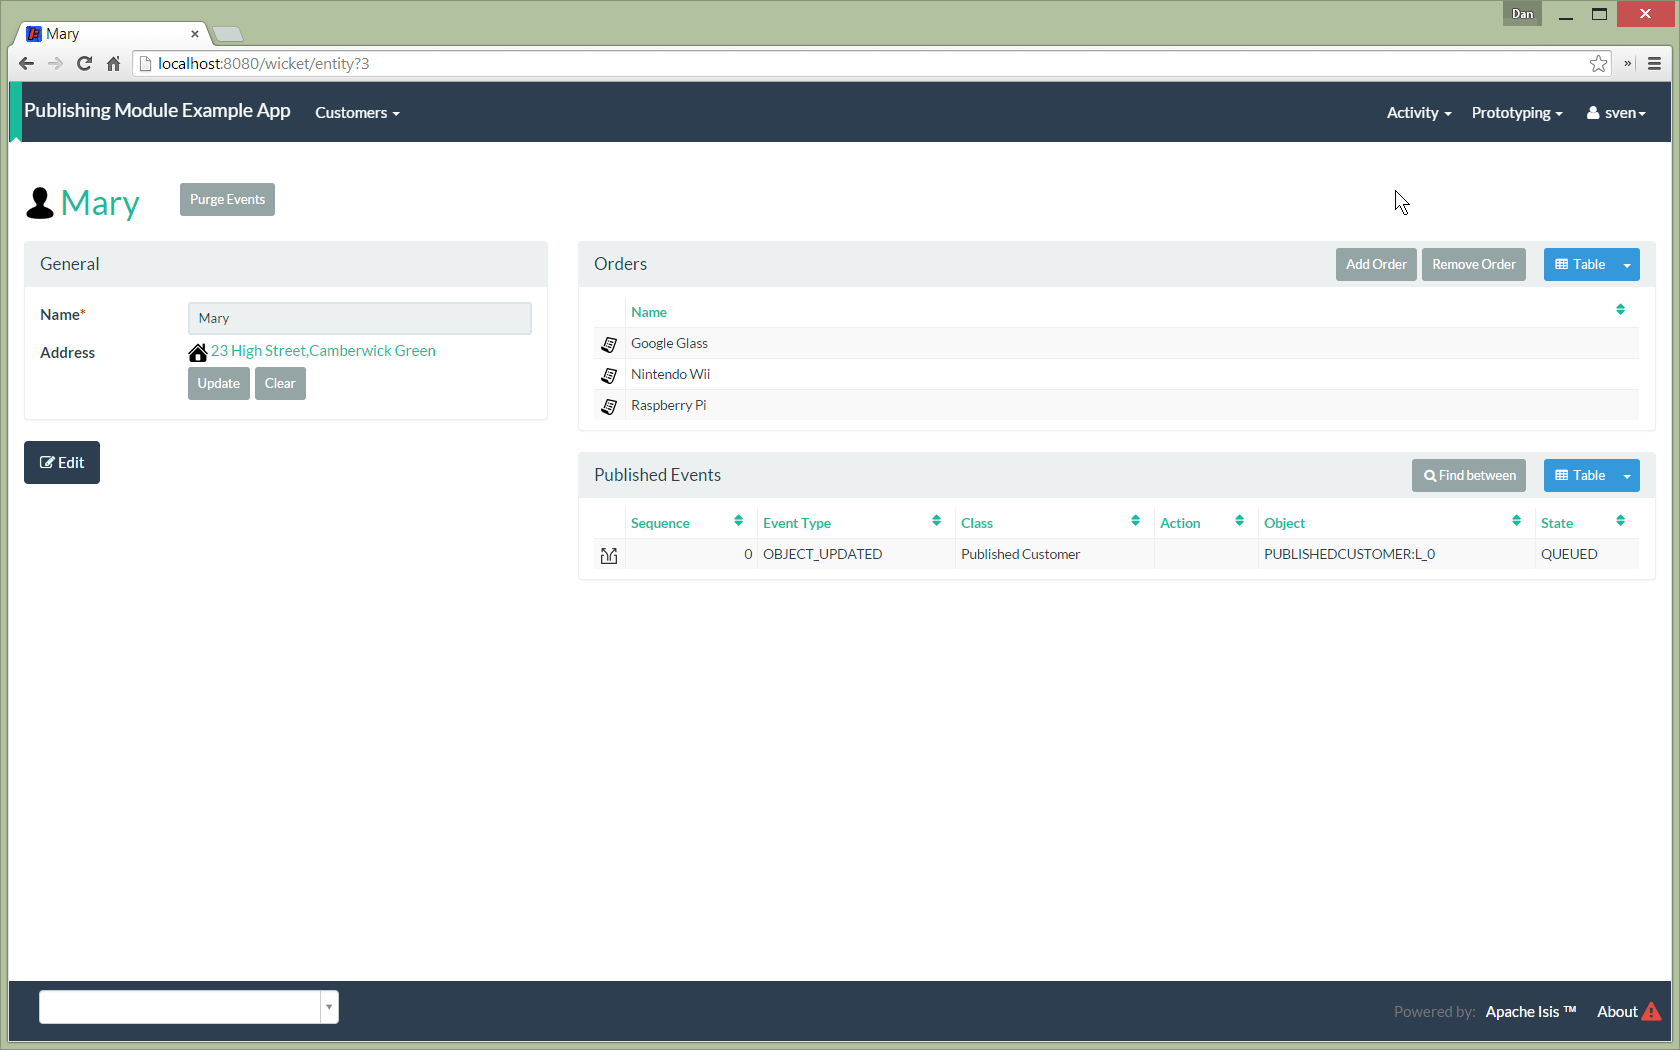 Dan
Mary
localhost:8080/wicket/entity?3
Publishing Module Example App Customers Activity Prototyping sven
Mary Purge Events
General
Name*
Mary
Address
23 High Street,Camberwick Green
Update Clear
Edit
Orders Add Order Remove Order Table
Name
Google Glass
Nintendo Wii
Raspberry Pi
Published Events Find between Table
Sequence Event Type Class Action Object State
0 OBJECT_UPDATED Published Customer PUBLISHEDCUSTOMER:L_0 QUEUED
Powered by: Apache Isis ™ About